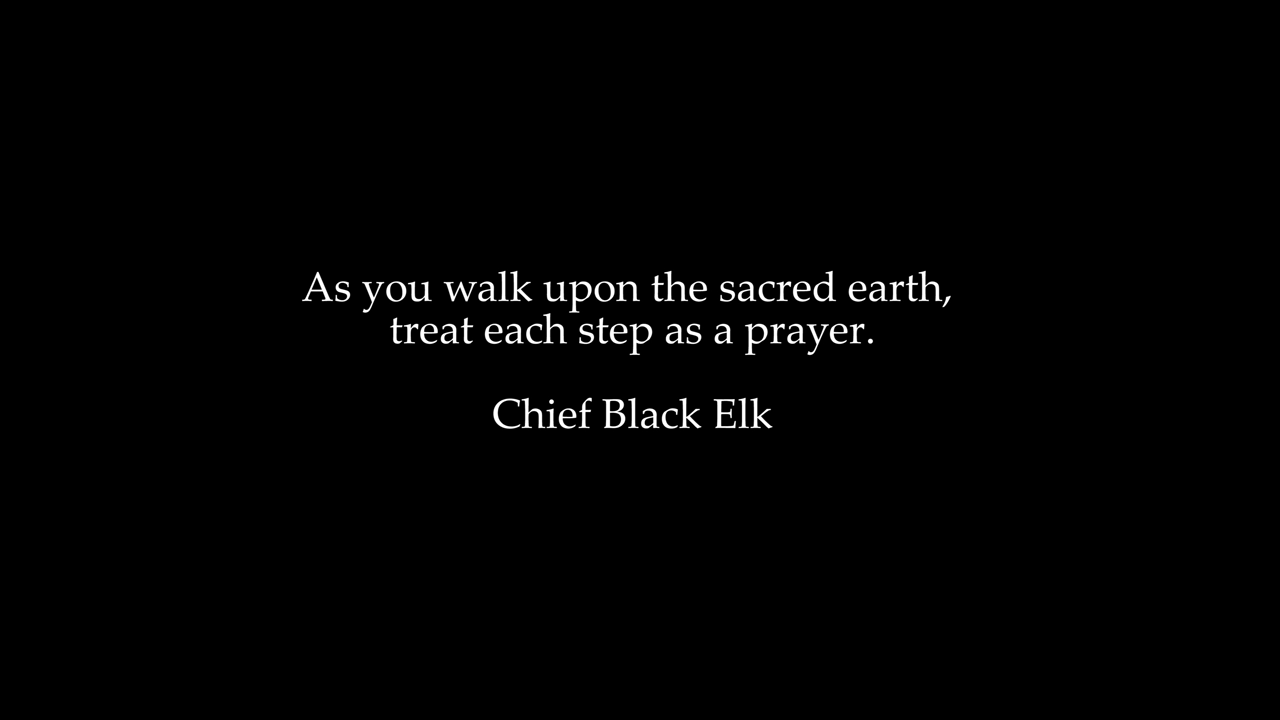 As you walk upon the sacred earth,
treat each step as a prayer.
Chief Black Elk